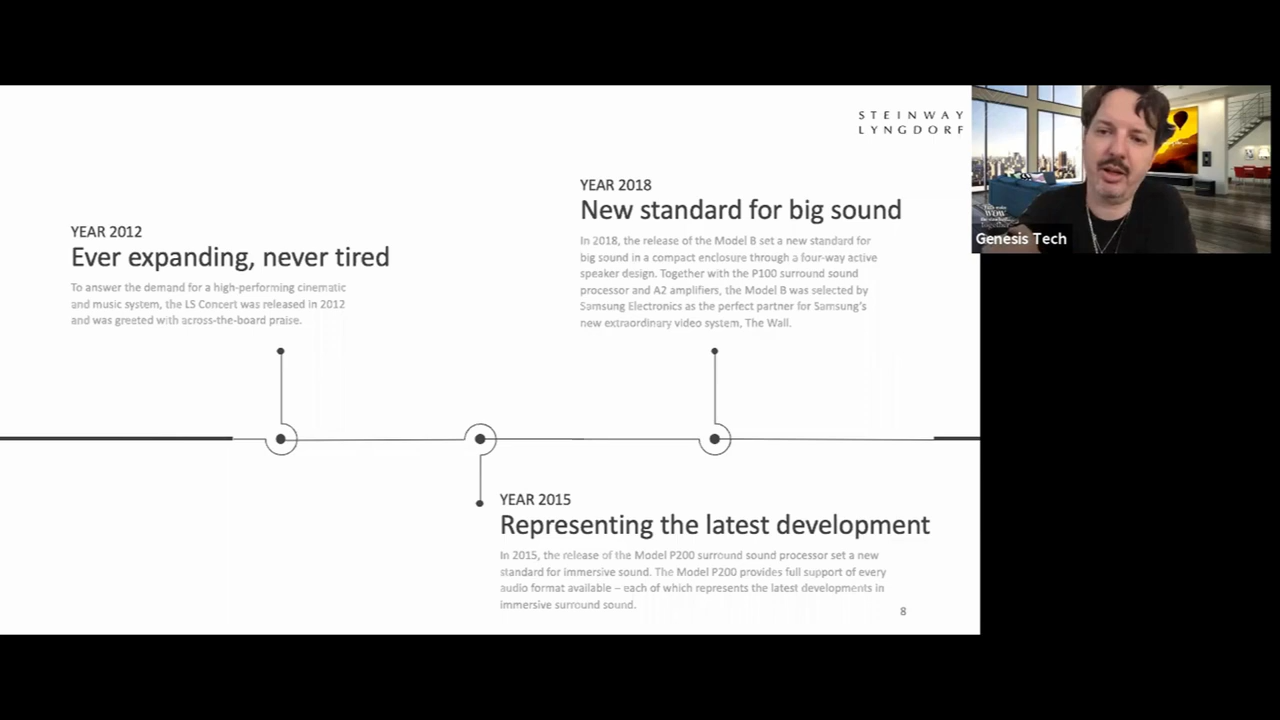 STEINWAY
LYNGDORF
YEAR 2012
Ever expanding, never tired
To answer the demand for a high-performing cinematic
and music system, the LS Concert was released in 2012
and was greeted with across-the-board praise.
YEAR 2018
New standard for big sound
In 2018, the release of the Model B set a new standard for
big sound in a compact enclosure through a four-way active
speaker design. Together with the P100 surround sound
processor and A2 amplifiers, the Model B was selected by
Samsung Electronics as the perfect partner for Samsung's
new extraordinary video system, The Wall.
YEAR 2015
Representing the latest development
In 2015, the release of the Model P200 surround sound processor set a new
standard for immersive sound. The Model P200 provides full support of every
audio format available – each of which represents the latest developments in
immersive surround sound.
8
WOW
together
Genesis Tech